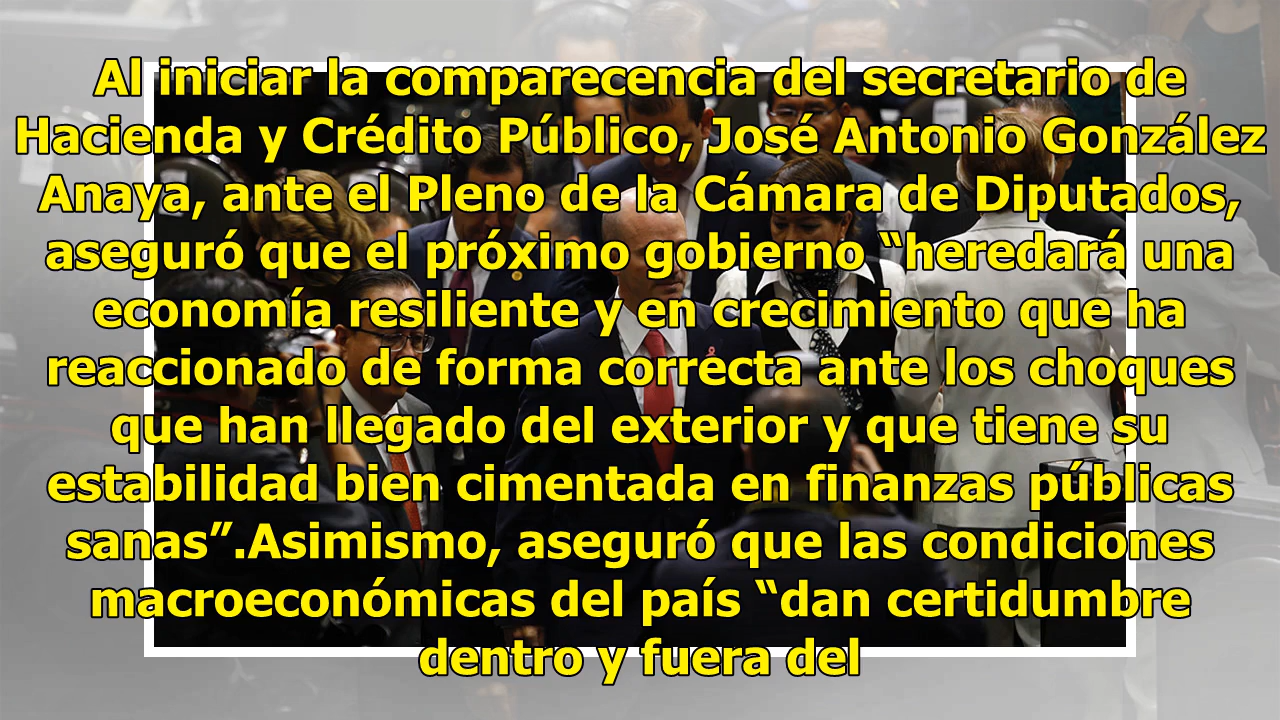 Al iniciar la comparecencia del secretario de
Hacienda y Crédito Público, José Antonio González
Anaya, ante el Pleno de la Cámara de Diputados,
aseguró que el próximo gobierno “heredará una
economía resiliente y en crecimiento que ha
reaccionado de forma correcta ante los choques
que han llegado del exterior y que tiene su
estabilidad bien cimentada en finanzas públicas
sanas”.Asimismo, aseguró que las condiciones
macroeconómicas del país “dan certidumbre
dentro y fuera del